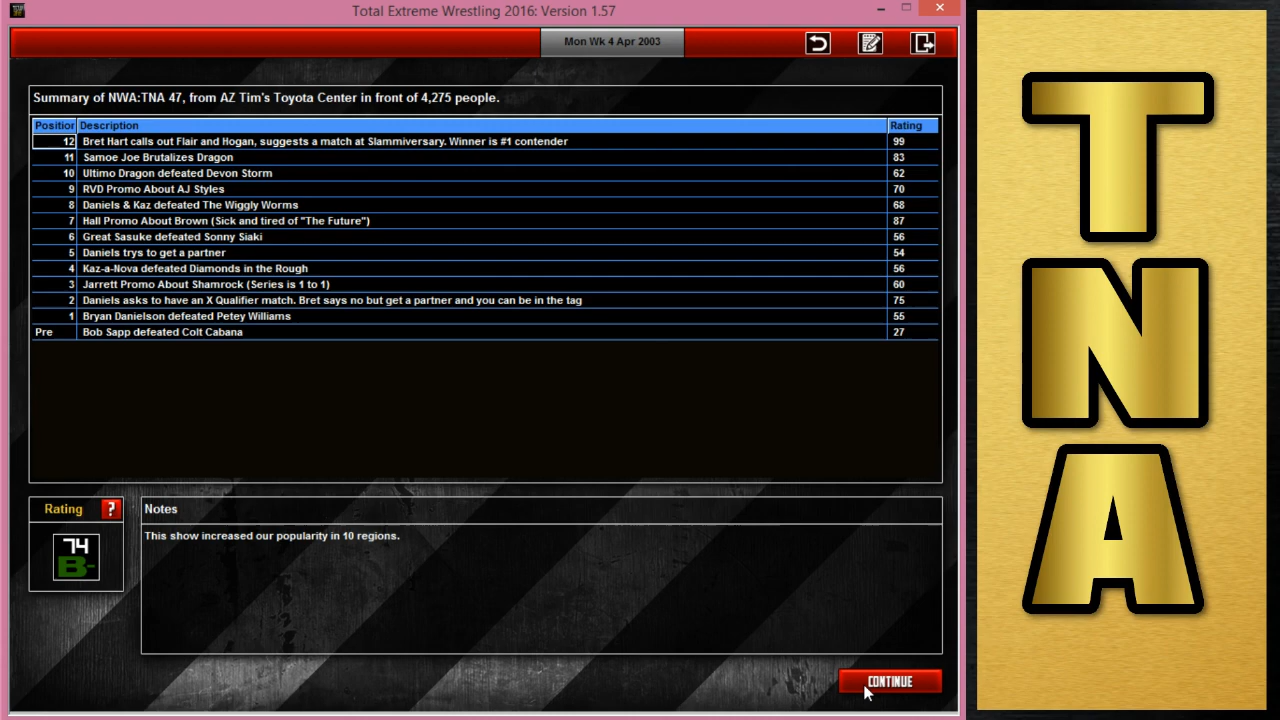 Total Extreme Wrestling 2016: Version 1.57
Mon Wk 4 Apr 2003
Summary of NWA:TNA 47, from AZ Tim's Toyota Center in front of 4,275 people.
Position Description Rating
12 Bret Hart calls out Flair and Hogan, suggests a match at Slammiversary. Winner is #1 contender 99
11 Samoe Joe Brutalizes Dragon 83
10 Ultimo Dragon defeated Devon Storm 62
9 RVD Promo About AJ Styles 70
8 Daniels & Kaz defeated The Wiggly Worms 68
7 Hall Promo About Brown (Sick and tired of "The Future") 87
6 Great Sasuke defeated Sonny Siaki 56
5 Daniels trys to get a partner 54
4 Kaz-a-Nova defeated Diamonds in the Rough 56
3 Jarrett Promo About Shamrock (Series is 1 to 1) 60
2 Daniels asks to have an X Qualifier match. Bret says no but get a partner and you can be in the tag 75
1 Bryan Danielson defeated Petey Williams 55
Pre Bob Sapp defeated Colt Cabana 27
Rating ?
74
B-
Notes
This show increased our popularity in 10 regions.
CONTINUE
T
N
A